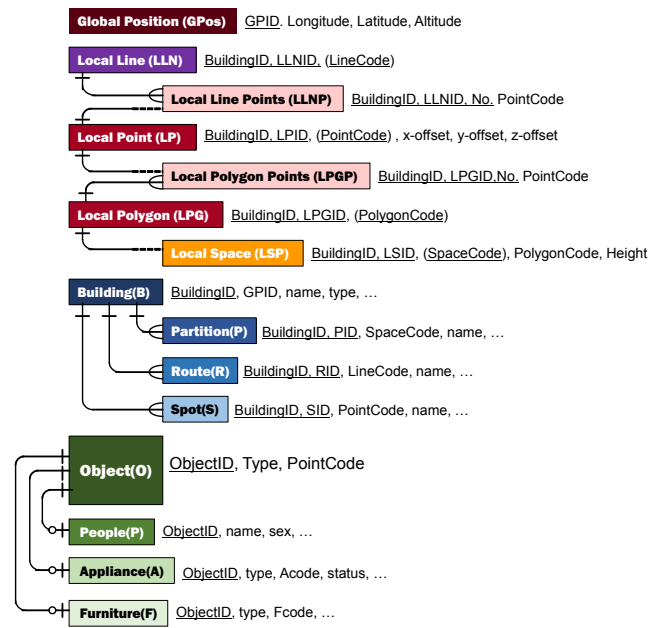 Global Position (GPos) GPID. Longitude, Latitude, Altitude
Local Line (LLN) BuildingID, LLNID, (LineCode)
Local Line Points (LLNP) BuildingID, LLNID, No. PointCode
Local Point (LP) BuildingID, LPID, (PointCode) , x-offset, y-offset, z-offset
Local Polygon Points (LPGP) BuildingID, LPGID,No. PointCode
Local Polygon (LPG) BuildingID, LPGID, (PolygonCode)
Local Space (LSP) BuildingID, LSID, (SpaceCode), PolygonCode, Height
Building(B) BuildingID, GPID, name, type, …
Partition(P) BuildingID, PID, SpaceCode, name, …
Route(R) BuildingID, RID, LineCode, name, …
Spot(S) BuildingID, SID, PointCode, name, …
Object(O) ObjectID, Type, PointCode
People(P) ObjectID, name, sex, …
Appliance(A) ObjectID, type, Acode, status, …
Furniture(F) ObjectID, type, Fcode, …